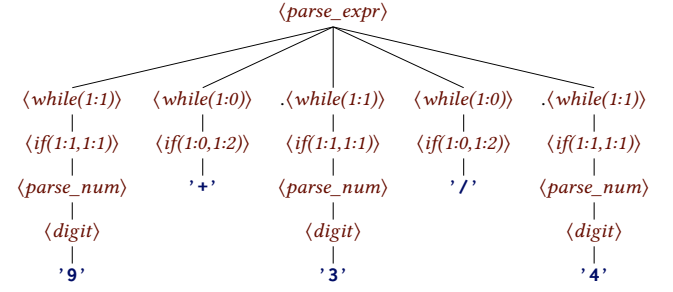 ⟨parse_expr⟩
⟨while(1:1)⟩ ⟨while(1:0)⟩ .⟨while(1:1)⟩ ⟨while(1:0)⟩ .⟨while(1:1)⟩
⟨if(1:1,1:1)⟩ ⟨if(1:0,1:2)⟩ ⟨if(1:1,1:1)⟩ ⟨if(1:0,1:2)⟩ ⟨if(1:1,1:1)⟩
⟨parse_num⟩ '+' ⟨parse_num⟩ '/' ⟨parse_num⟩
⟨digit⟩ ⟨digit⟩ ⟨digit⟩
'9' '3' '4'